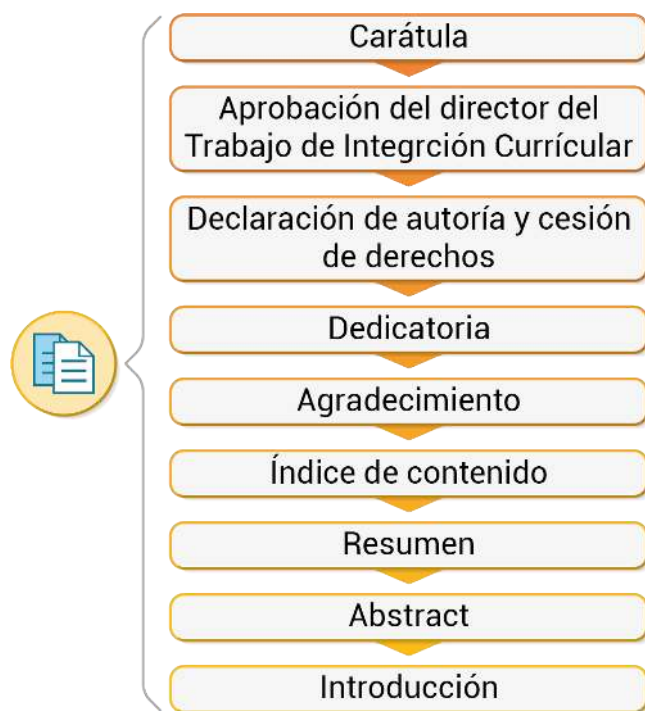 Carátula
Aprobación del director del
Trabajo de Integrción Currícular
Declaración de autoría y cesión
de derechos
Dedicatoria
Agradecimiento
Índice de contenido
Resumen
Abstract
Introducción